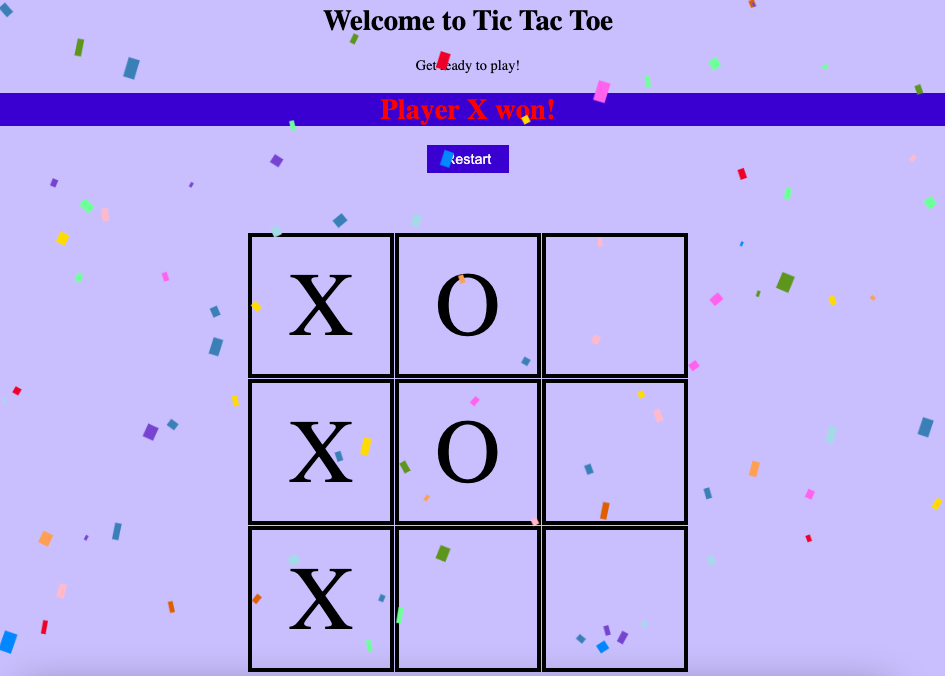 Welcome to Tic Tac Toe
Get ready to play!
Player X won!
Restart
X O
X O
X